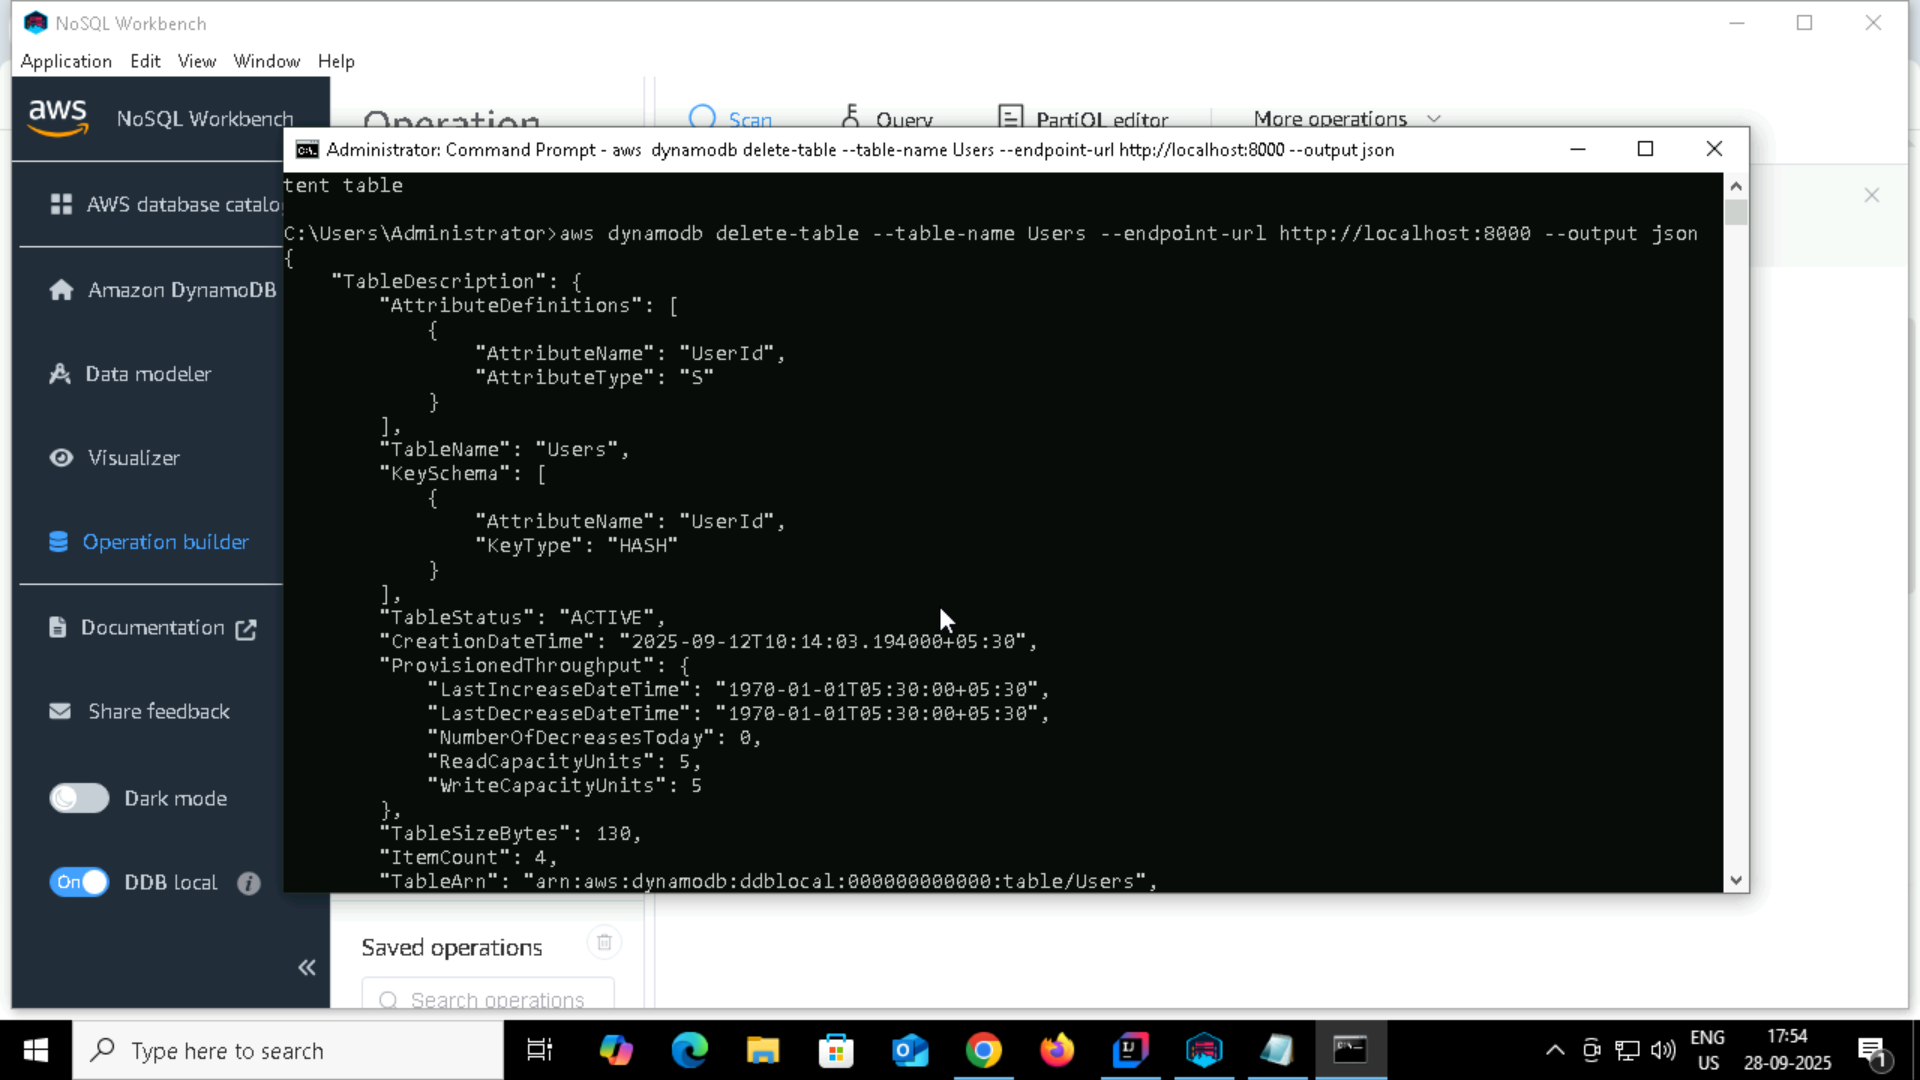 NoSQL Workbench
Application Edit View Window Help
aws NoSQL Workbench
Operation
Scan Query PartiQL editor More operations
Administrator: Command Prompt - aws dynamodb delete-table --table-name Users --endpoint-url http://localhost:8000 --output json
tent table
C:\Users\Administrator>aws dynamodb delete-table --table-name Users --endpoint-url http://localhost:8000 --output json
{
"TableDescription": {
"AttributeDefinitions": [
{
"AttributeName": "UserId",
"AttributeType": "S"
}
],
"TableName": "Users",
"KeySchema": [
{
"AttributeName": "UserId",
"KeyType": "HASH"
}
],
"TableStatus": "ACTIVE",
"CreationDateTime": "2025-09-12T10:14:03.194000+05:30",
"ProvisionedThroughput": {
"LastIncreaseDateTime": "1970-01-01T05:30:00+05:30",
"LastDecreaseDateTime": "1970-01-01T05:30:00+05:30",
"NumberOfDecreasesToday": 0,
"ReadCapacityUnits": 5,
"WriteCapacityUnits": 5
},
"TableSizeBytes": 130,
"ItemCount": 4,
"TableArn": "arn:aws:dynamodb:ddblocal:000000000000:table/Users",
AWS database catalo
Amazon DynamoDB
Data modeler
Visualizer
Operation builder
Documentation
Share feedback
Dark mode
On DDB local
Saved operations
Search operations
Type here to search
ENG
US
17:54
28-09-2025
1